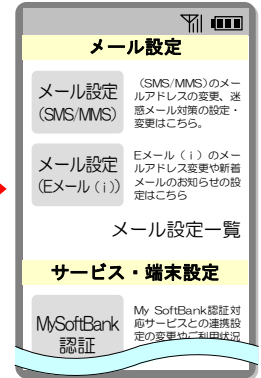 メール設定
メール設定
(SMS/MMS)
(SMS/MMS)のメー
ルアドレスの変更、迷
惑メール対策の設定・
変更はこちら。
メール設定
(Eメール(i))
Eメール(i)のメー
ルアドレス変更や新着
メールのお知らせの設
定はこちら
メール設定一覧
サービス・端末設定
MySoftBank
認証
My SoftBank認証対
応サービスとの連携設
定の変更やご利用状況